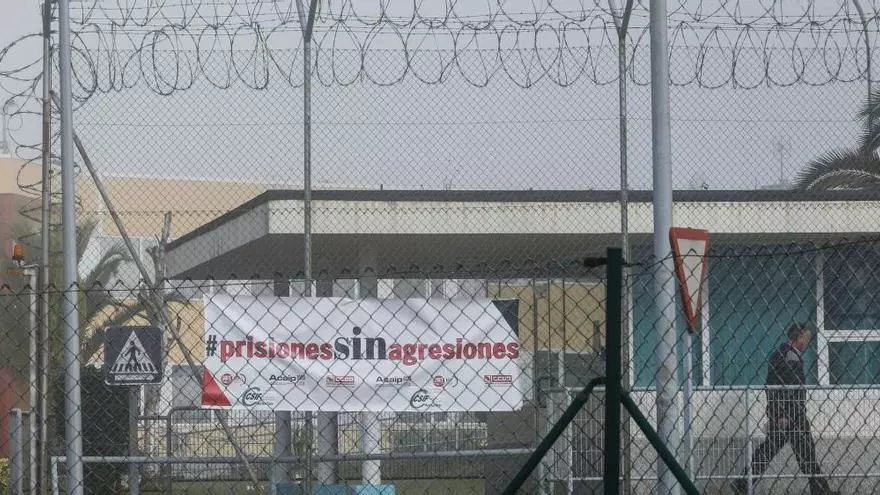 #prisionessinagresiones
Acaip CCOO Acaip CCOO
CSIF CSIF